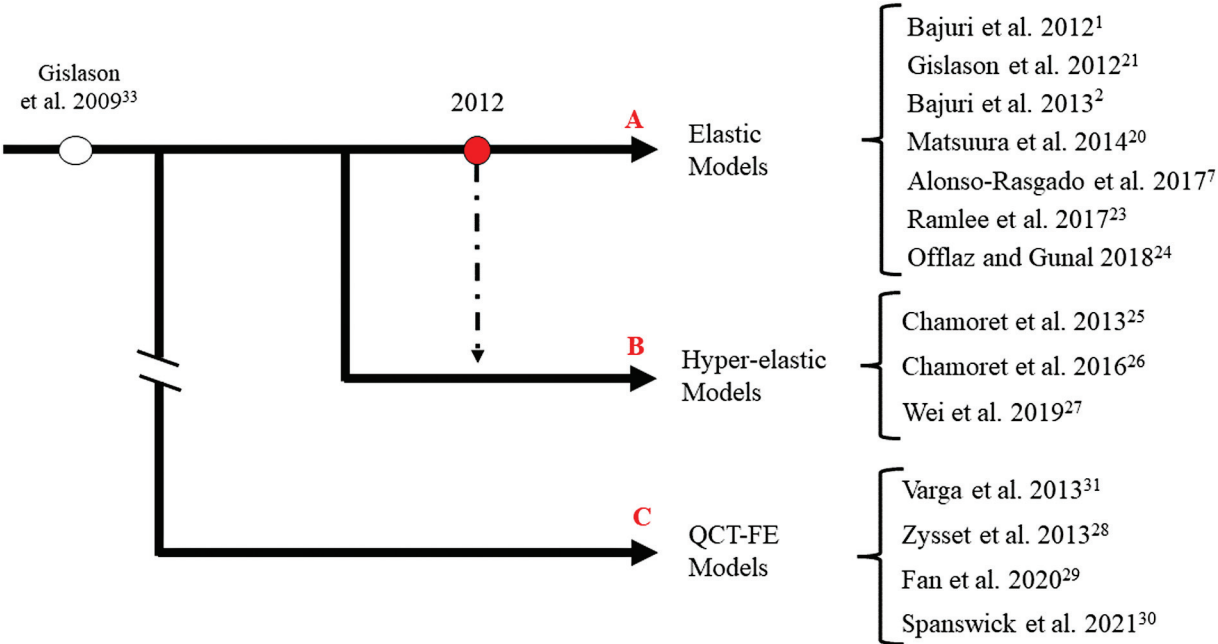 Gislason
et al. 2009³³
2012
A
Elastic
Models
Bajuri et al. 2012¹
Gislason et al. 2012²¹
Bajuri et al. 2013²
Matsuura et al. 2014²⁰
Alonso-Rasgado et al. 2017⁷
Ramlee et al. 2017²³
Offlaz and Gunal 2018²⁴
B
Hyper-elastic
Models
Chamoret et al. 2013²⁵
Chamoret et al. 2016²⁶
Wei et al. 2019²⁷
C
QCT-FE
Models
Varga et al. 2013³¹
Zysset et al. 2013²⁸
Fan et al. 2020²⁹
Spanswick et al. 2021³⁰